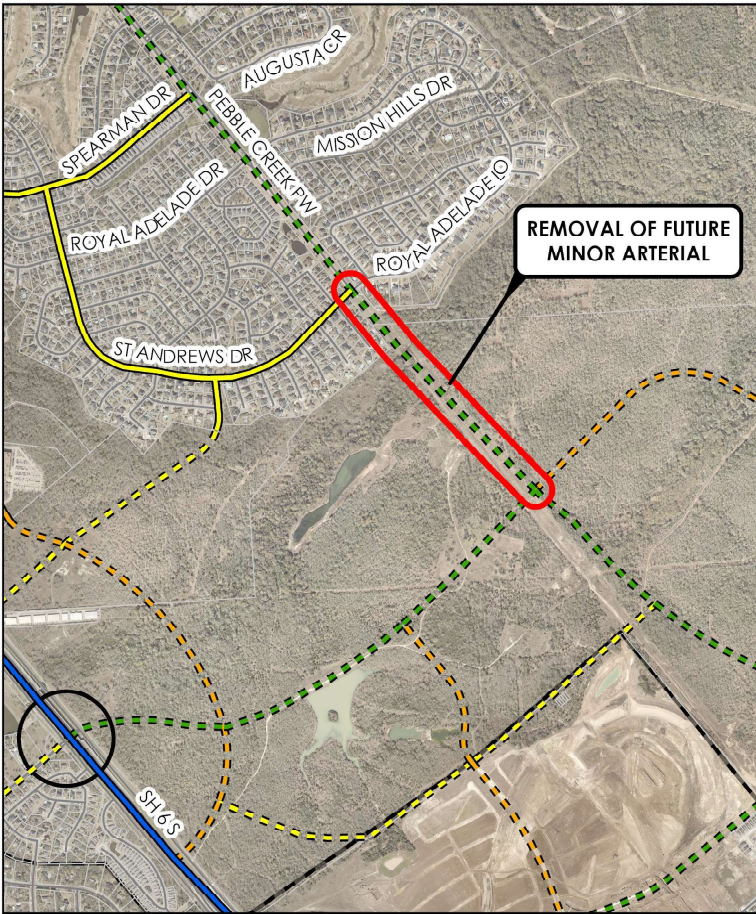 AUGUSTA CR
SPEARMAN DR
PEBBLE CREEK PW
MISSION HILLS DR
ROYAL ADELADE DR
ROYAL ADELADE LO
REMOVAL OF FUTURE
MINOR ARTERIAL
ST ANDREWS DR
SH 6 S